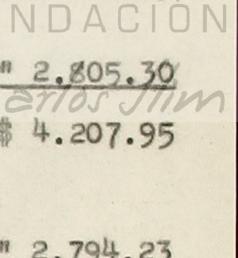 NDACIÓN
" 2.805.30
arlos Slim
$ 4.207.95
" 2.794.23